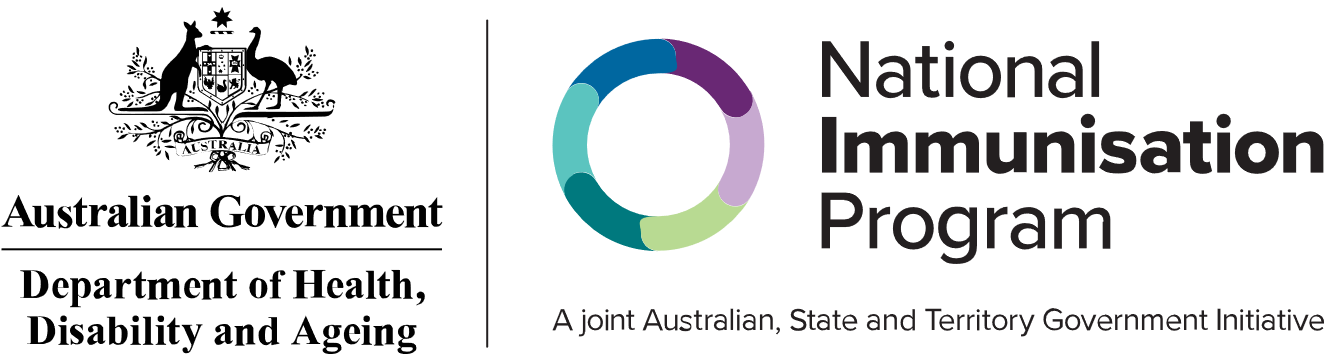 AUSTRALIA
Australian Government
Department of Health,
Disability and Ageing
National
Immunisation
Program
A joint Australian, State and Territory Government Initiative